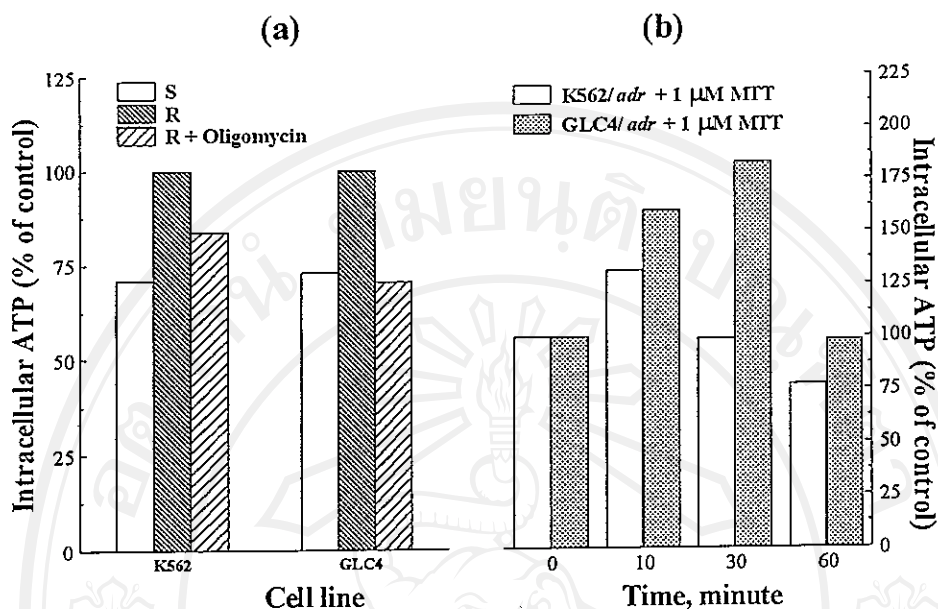 (a)
(b)
Intracellular ATP (% of control)
125
100
75
50
25
0
S
R
R + Oligomycin
K562
GLC4
Cell line
K562/adr + 1 µM MTT
GLC4/adr + 1 µM MTT
225
200
175
150
125
100
75
50
25
0
Intracellular ATP (% of control)
0
10
30
60
Time, minute